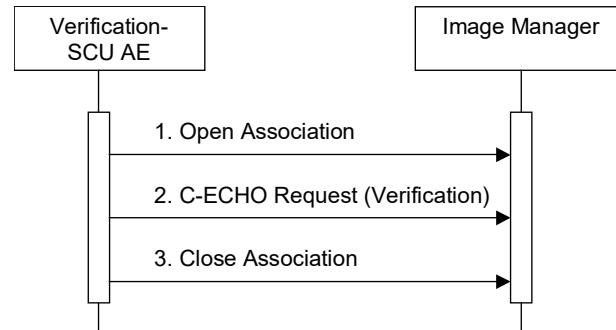 Verification-
SCU AE
Image Manager
1. Open Association
2. C-ECHO Request (Verification)
3. Close Association